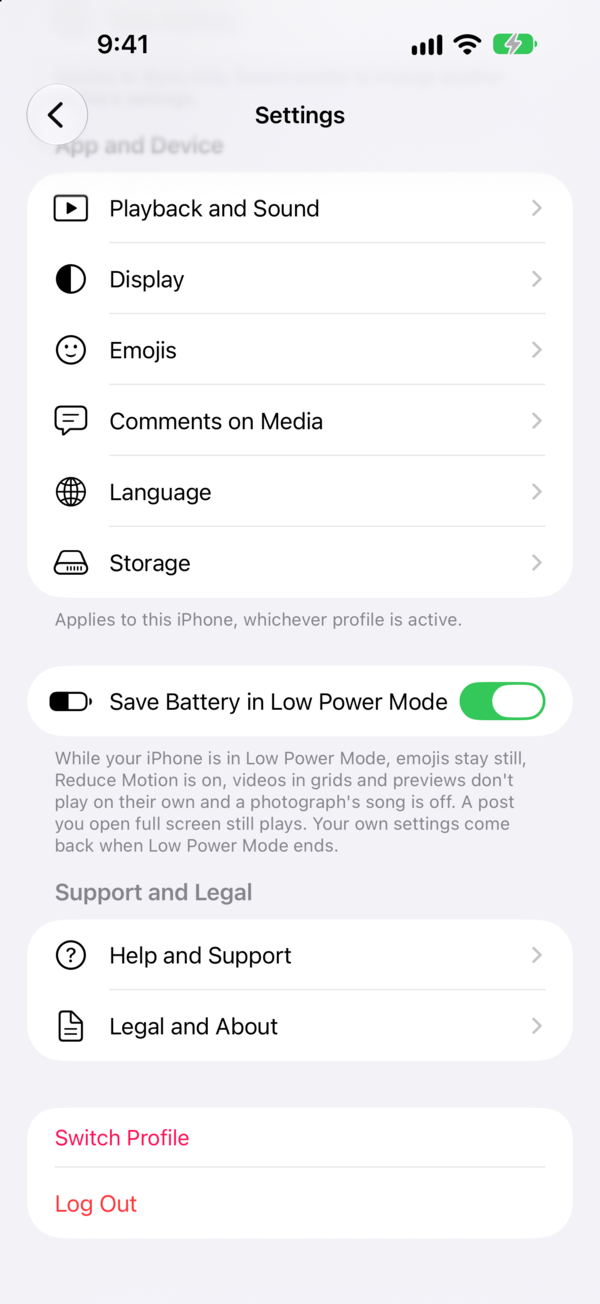 9:41
Settings
App and Device
Playback and Sound
Display
Emojis
Comments on Media
Language
Storage
Applies to this iPhone, whichever profile is active.
Save Battery in Low Power Mode
While your iPhone is in Low Power Mode, emojis stay still,
Reduce Motion is on, videos in grids and previews don't
play on their own and a photograph's song is off. A post
you open full screen still plays. Your own settings come
back when Low Power Mode ends.
Support and Legal
Help and Support
Legal and About
Switch Profile
Log Out